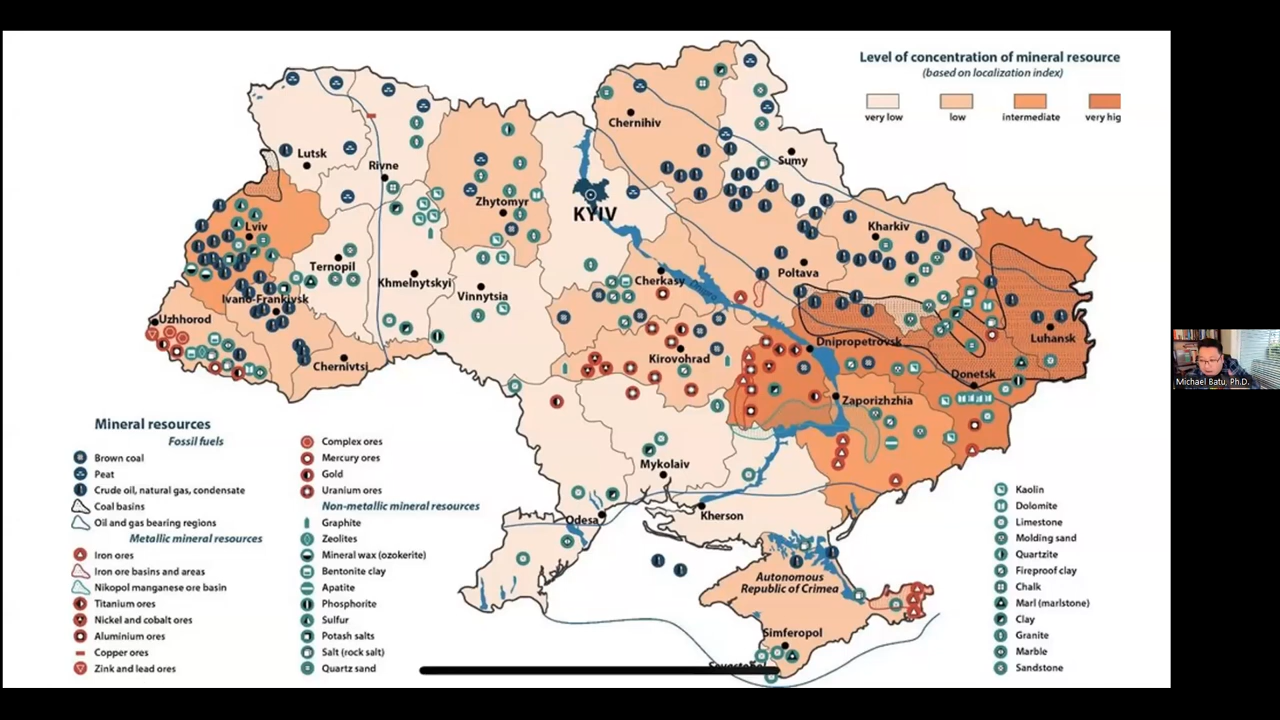 Level of concentration of mineral resource
(based on localization index)
very low
low
intermediate
very hig
Chernihiv
Lutsk
Rivne
Sumy
Zhytomyr
KYIV
Lviv
Kharkiv
Ternopil
Khmelnytskyi
Vinnytsia
Cherkasy
Poltava
Ivano-Frankivsk
Uzhhorod
Chernivtsi
Kirovohrad
Dnipropetrovsk
Luhansk
Donetsk
Zaporizhzhia
Mykolaiv
Odesa
Kherson
Autonomous
Republic of Crimea
Simferopol
Mineral resources
Fossil fuels
Brown coal
Peat
Crude oil, natural gas, condensate
Coal basins
Oil and gas bearing regions
Metallic mineral resources
Iron ores
Iron ore basins and areas
Nikopol manganese ore basin
Titanium ores
Nickel and cobalt ores
Aluminium ores
Copper ores
Zink and lead ores
Complex ores
Mercury ores
Gold
Uranium ores
Non-metallic mineral resources
Graphite
Zeolites
Mineral wax (ozokerite)
Bentonite clay
Apatite
Phosphorite
Sulfur
Potash salts
Salt (rock salt)
Quartz sand
Kaolin
Dolomite
Limestone
Molding sand
Quartzite
Fireproof clay
Chalk
Marl (marlstone)
Clay
Granite
Marble
Sandstone
Michael Batu, Ph.D.